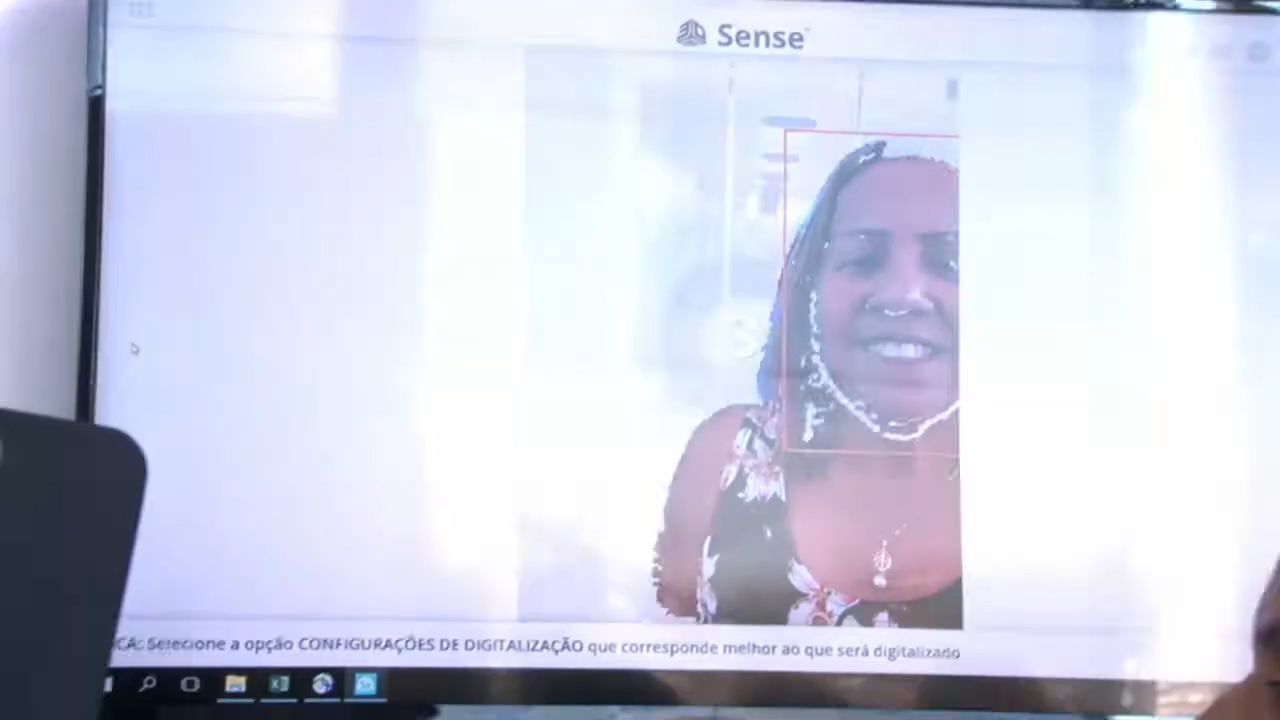 Sense
CA: Selecione a opção CONFIGURAÇÕES DE DIGITALIZAÇÃO que corresponde melhor ao que será digitalizado